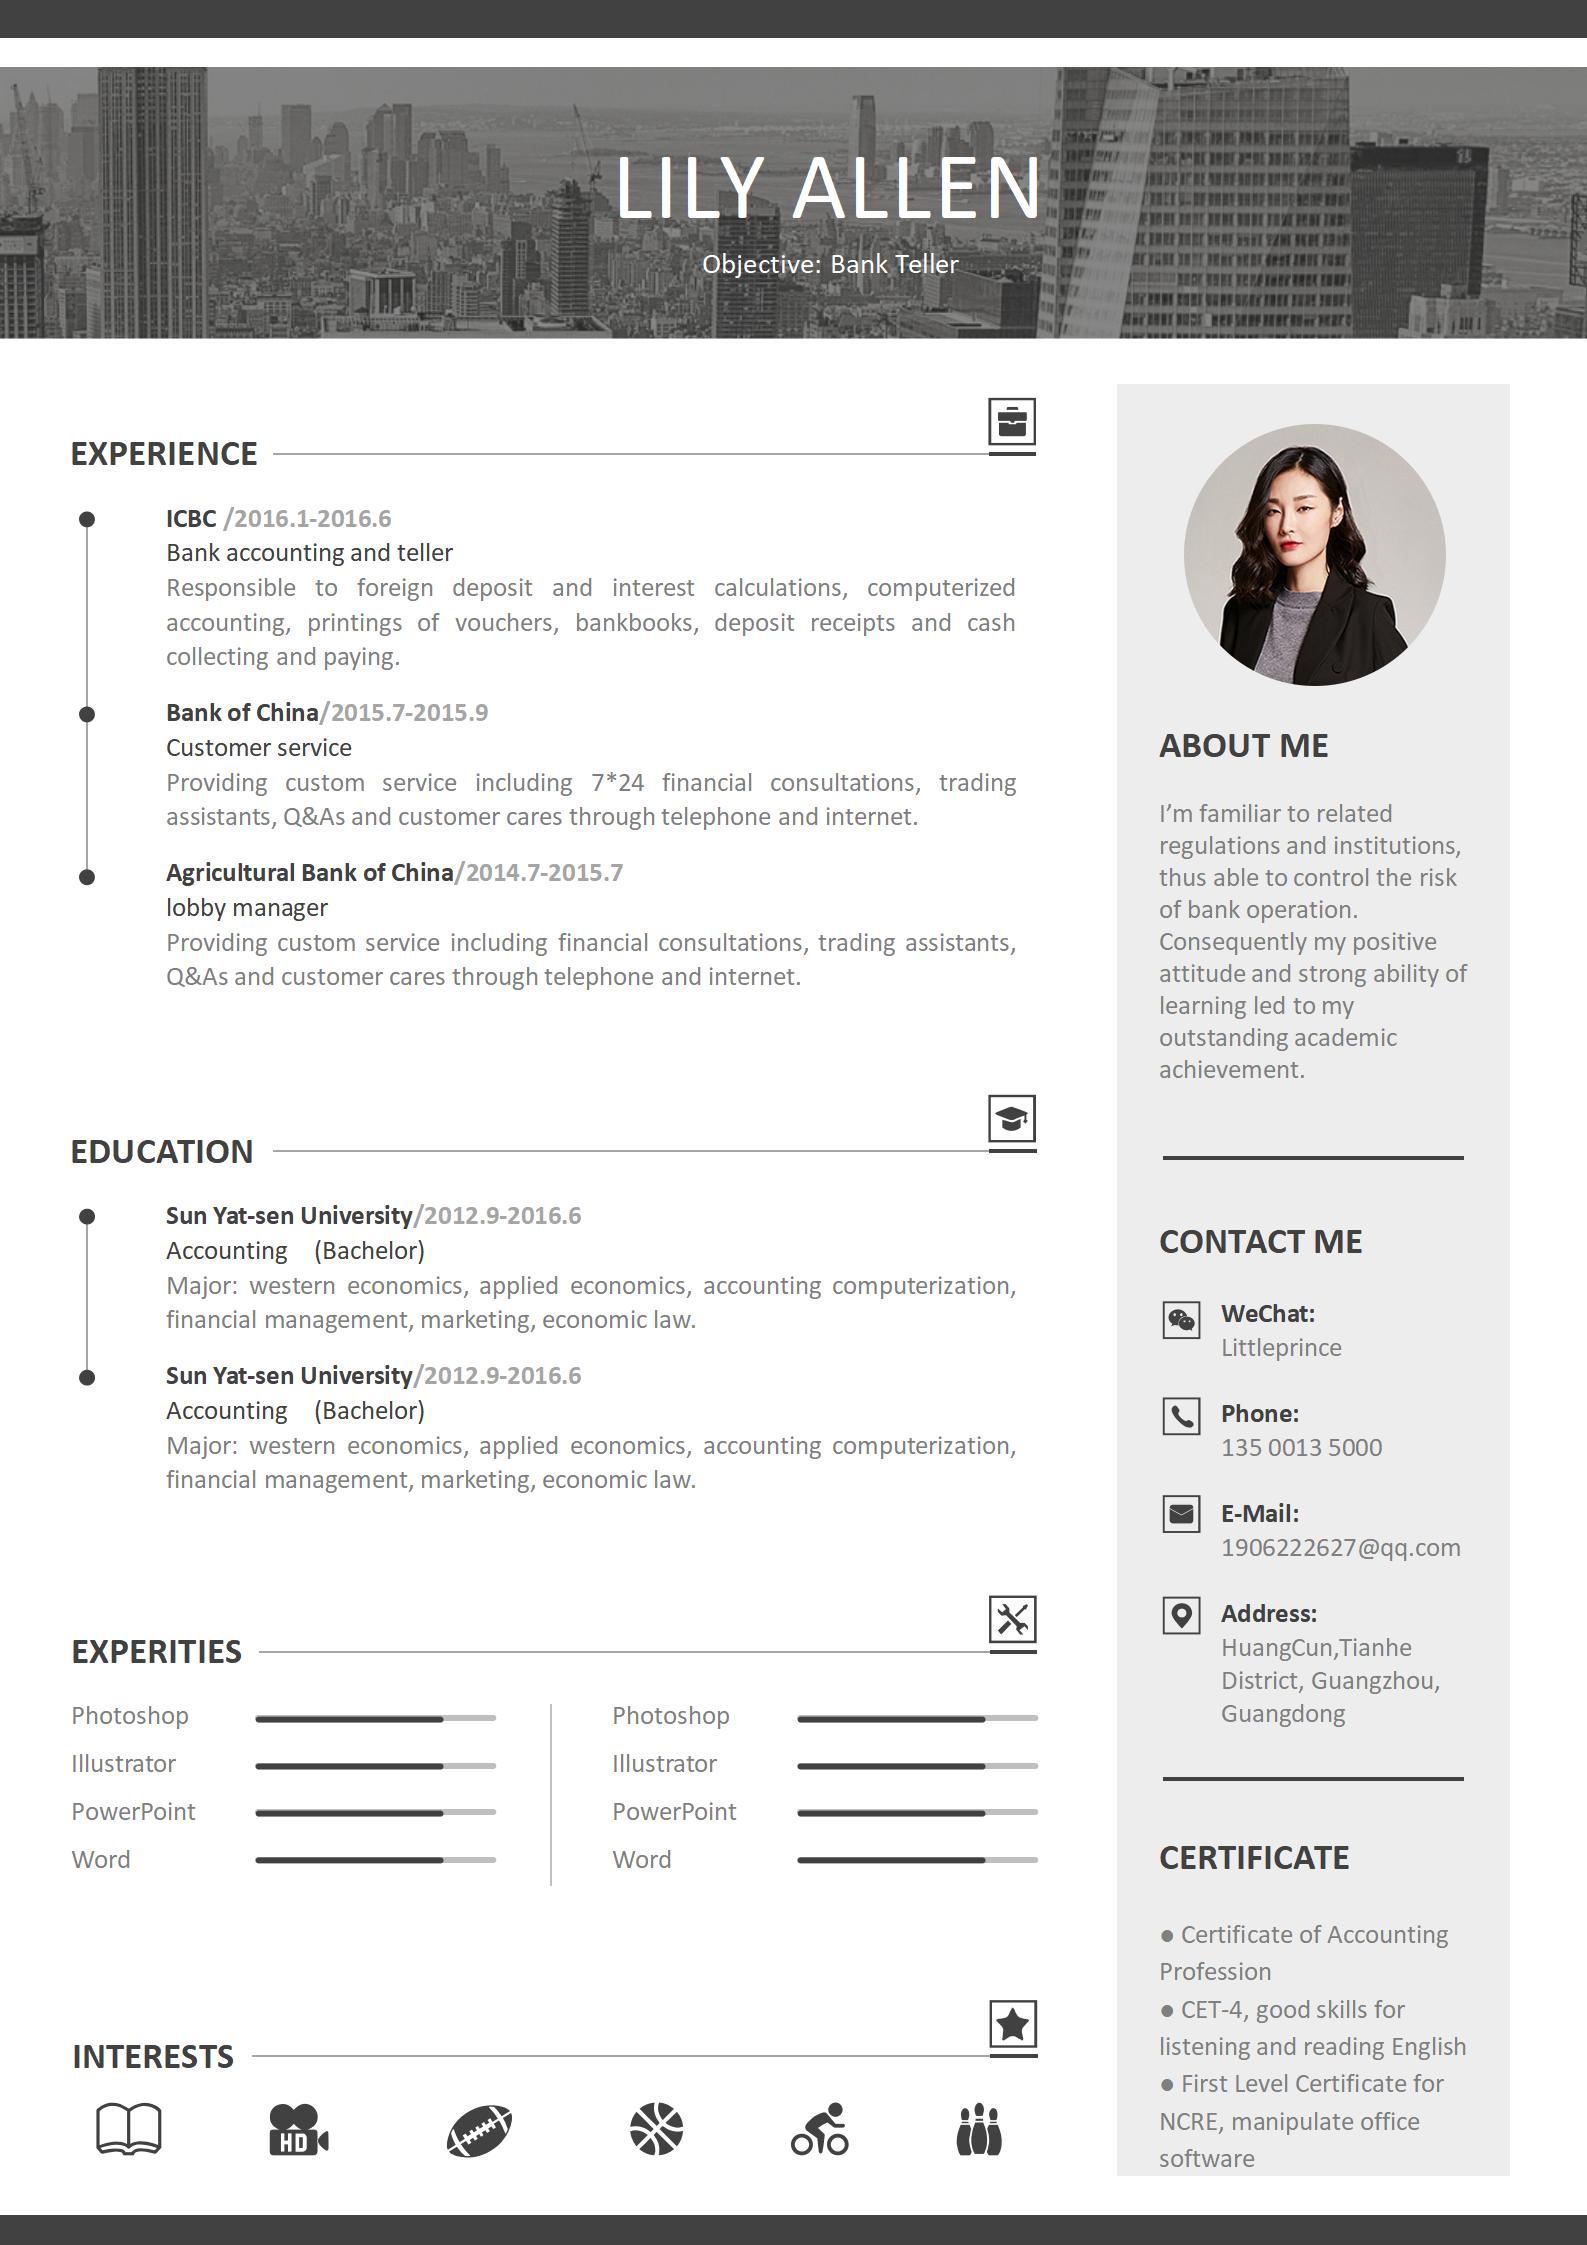 LILY ALLEN
Objective: Bank Teller
EXPERIENCE
ICBC /2016.1-2016.6
Bank accounting and teller
Responsible to foreign deposit and interest calculations, computerized
accounting, printings of vouchers, bankbooks, deposit receipts and cash
collecting and paying.
Bank of China/2015.7-2015.9
Customer service
Providing custom service including 7*24 financial consultations, trading
assistants, Q&As and customer cares through telephone and internet.
Agricultural Bank of China/2014.7-2015.7
lobby manager
Providing custom service including financial consultations, trading assistants,
Q&As and customer cares through telephone and internet.
EDUCATION
Sun Yat-sen University/2012.9-2016.6
Accounting (Bachelor)
Major: western economics, applied economics, accounting computerization,
financial management, marketing, economic law.
Sun Yat-sen University/2012.9-2016.6
Accounting (Bachelor)
Major: western economics, applied economics, accounting computerization,
financial management, marketing, economic law.
EXPERITIES
Photoshop
Illustrator
PowerPoint
Word
Photoshop
Illustrator
PowerPoint
Word
INTERESTS
HD
ABOUT ME
I’m familiar to related
regulations and institutions,
thus able to control the risk
of bank operation.
Consequently my positive
attitude and strong ability of
learning led to my
outstanding academic
achievement.
CONTACT ME
WeChat:
Littleprince
Phone:
135 0013 5000
E-Mail:
1906222627@qq.com
Address:
HuangCun,Tianhe
District, Guangzhou,
Guangdong
CERTIFICATE
● Certificate of Accounting
Profession
● CET-4, good skills for
listening and reading English
● First Level Certificate for
NCRE, manipulate office
software